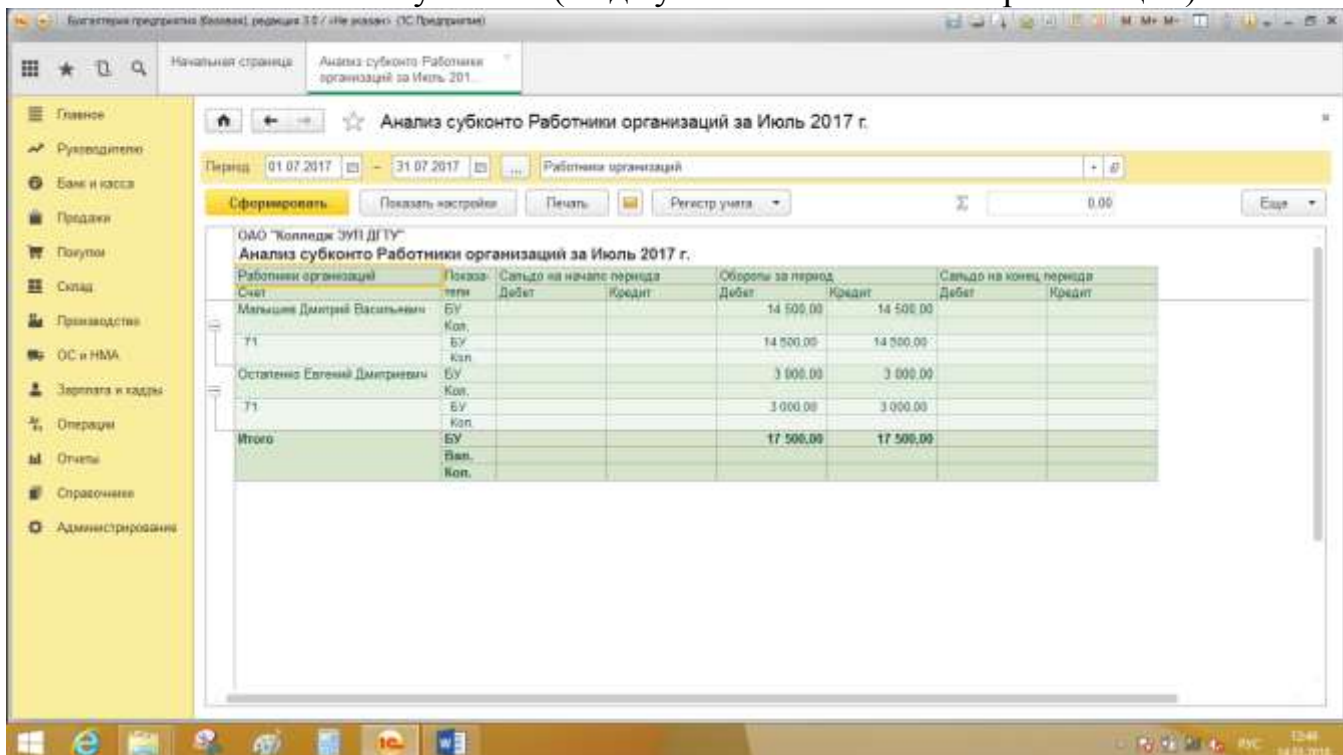 Бухгалтерия предприятия (базовая), редакция 3.0 / «Не указан» (1С:Предприятие)
M M+ M-
Начальная страница
Анализ субконто Работники организаций за Июль 201...
Главное
Руководителю
Банк и касса
Продажи
Покупки
Склад
Производство
ОС и НМА
Зарплата и кадры
Операции
Отчеты
Справочники
Администрирование
Анализ субконто Работники организаций за Июль 2017 г.
Период 01.07.2017 – 31.07.2017 ... Работники организаций
Сформировать Показать настройки Печать Регистр учета Σ 0.00 Еще
ОАО "Колледж ЭУП ДГТУ"
Анализ субконто Работники организаций за Июль 2017 г.
Работники организаций Показа- Сальдо на начало периода Обороты за период Сальдо на конец периода
Счет тели Дебет Кредит Дебет Кредит Дебет Кредит
Малышев Дмитрий Васильевич БУ 14 500,00 14 500,00
Кол.
71 БУ 14 500,00 14 500,00
Кол.
Остапенко Евгений Дмитриевич БУ 3 000,00 3 000,00
Кол.
71 БУ 3 000,00 3 000,00
Кол.
Итого БУ 17 500,00 17 500,00
Вал.
Кол.
РУС 12:48